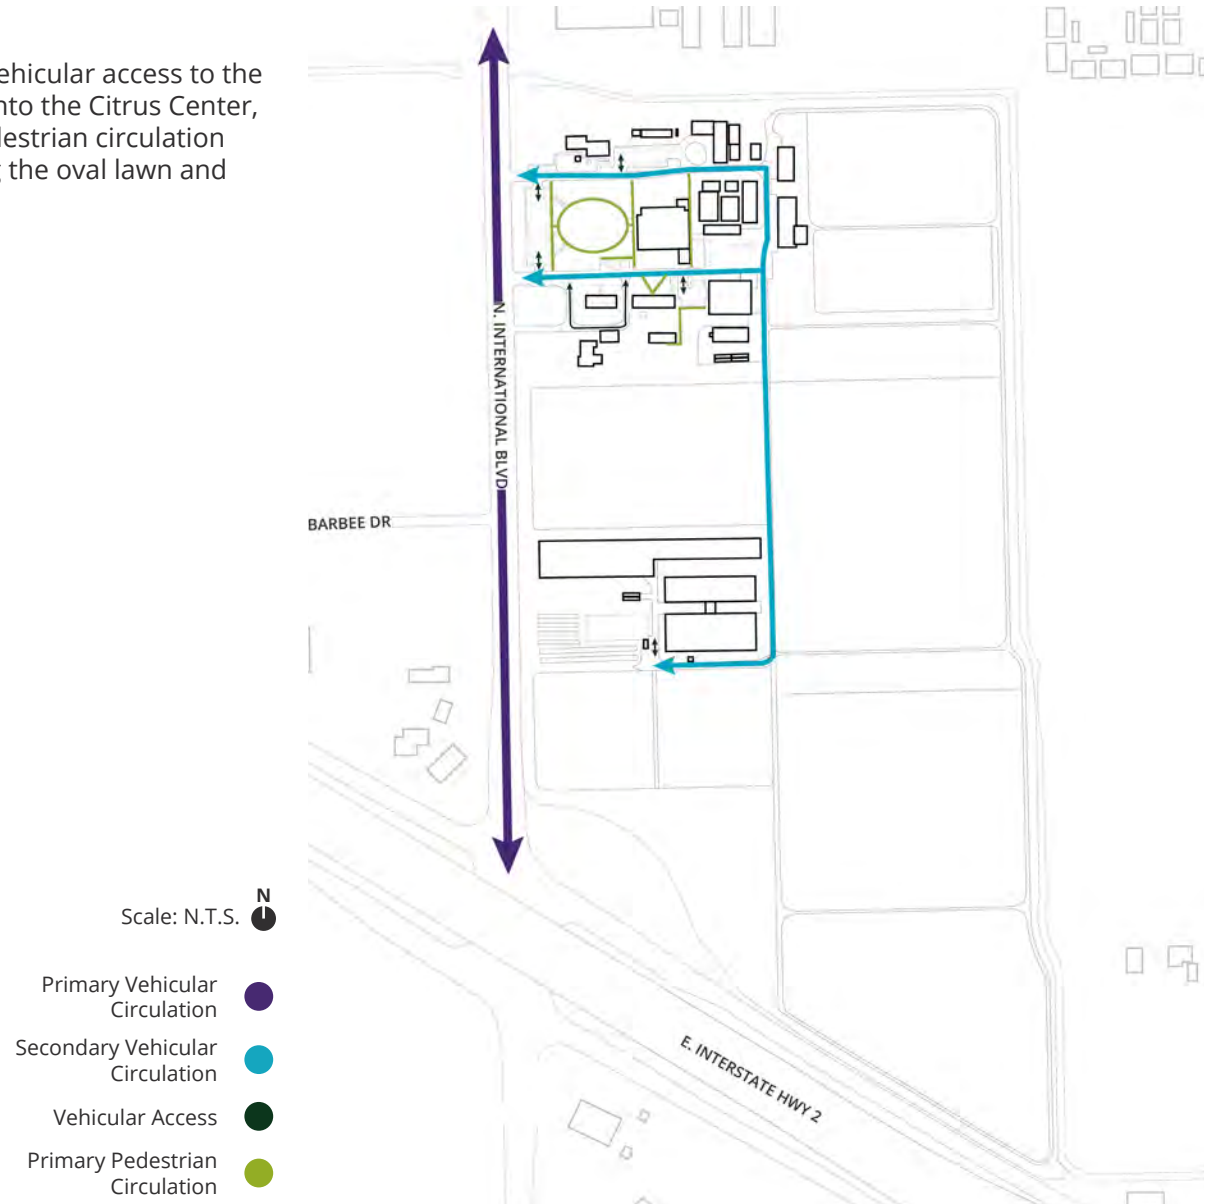 ehicular access to the
nto the Citrus Center,
destrian circulation
g the oval lawn and
N. INTERNATIONAL BLVD
BARBEE DR
E. INTERSTATE HWY 2
N
Scale: N.T.S.
Primary Vehicular
Circulation
Secondary Vehicular
Circulation
Vehicular Access
Primary Pedestrian
Circulation